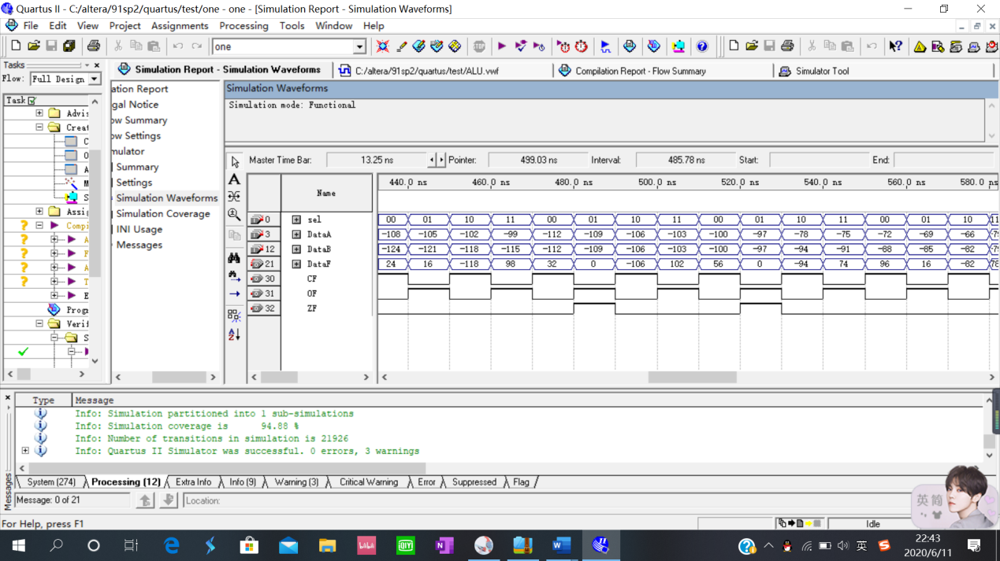 Quartus II - C:/altera/91sp2/quartus/test/one - one - [Simulation Report - Simulation Waveforms]
File Edit View Project Assignments Processing Tools Window Help
one
Tasks
Flow: Full Design
Simulation Report - Simulation Waveforms
C:/altera/91sp2/quartus/test/ALU.vwf
Compilation Report - Flow Summary
Simulator Tool
Task
Advis
Creat
C
O
A
M
S
Assig
Compi
A
F
A
T
E
Progr
Verif
S
ation Report
gal Notice
ow Summary
ow Settings
mulator
Summary
Settings
Simulation Waveforms
Simulation Coverage
INI Usage
Messages
Simulation Waveforms
Simulation mode: Functional
Master Time Bar: 13.25 ns Pointer: 499.03 ns Interval: 485.78 ns Start: End:
Name
440.0 ns 460.0 ns 480.0 ns 500.0 ns 520.0 ns 540.0 ns 560.0 ns 580.0 ns
0 sel 00 01 10 11 00 01 10 11 00 01 10 11 00 01 10 11
3 DataA -108 -105 -102 -99 -112 -109 -106 -103 -100 -97 -78 -75 -72 -69 -66
12 DataB -124 -121 -118 -115 -112 -109 -106 -103 -100 -97 -94 -91 -88 -85 -82
21 DataF 24 16 -118 98 32 0 -106 102 56 0 -94 74 96 16 -82
30 CF
31 OF
32 ZF
Type Message
Info: Simulation partitioned into 1 sub-simulations
Info: Simulation coverage is 94.88 %
Info: Number of transitions in simulation is 21926
Info: Quartus II Simulator was successful. 0 errors, 3 warnings
System (274) Processing (12) Extra Info Info (9) Warning (3) Critical Warning Error Suppressed Flag
Messages
Message: 0 of 21
Location:
英 简
For Help, press F1
Idle
英
22:43
2020/6/11